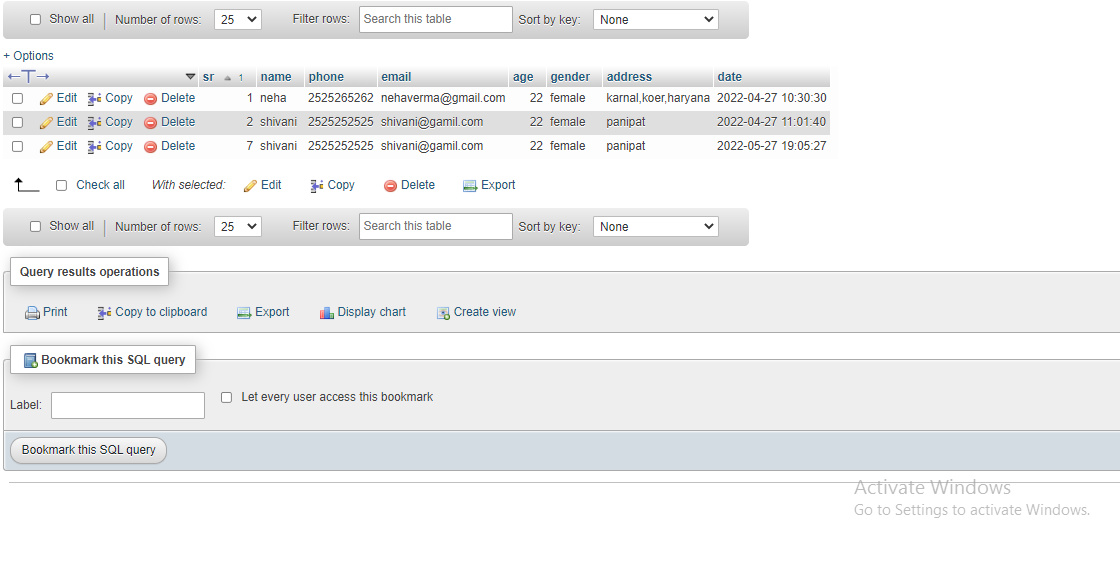 Show all Number of rows: 25 Filter rows: Search this table Sort by key: None
+ Options
←T→ ▼ sr ▲ 1 name phone email age gender address date
Edit Copy Delete 1 neha 2525265262 nehaverma@gmail.com 22 female karnal,koer,haryana 2022-04-27 10:30:30
Edit Copy Delete 2 shivani 2525252525 shivani@gamil.com 22 female panipat 2022-04-27 11:01:40
Edit Copy Delete 7 shivani 2525252525 shivani@gamil.com 22 female panipat 2022-05-27 19:05:27
Check all With selected: Edit Copy Delete Export
Show all Number of rows: 25 Filter rows: Search this table Sort by key: None
Query results operations
Print Copy to clipboard Export Display chart Create view
Bookmark this SQL query
Label: Let every user access this bookmark
Bookmark this SQL query
Activate Windows
Go to Settings to activate Windows.